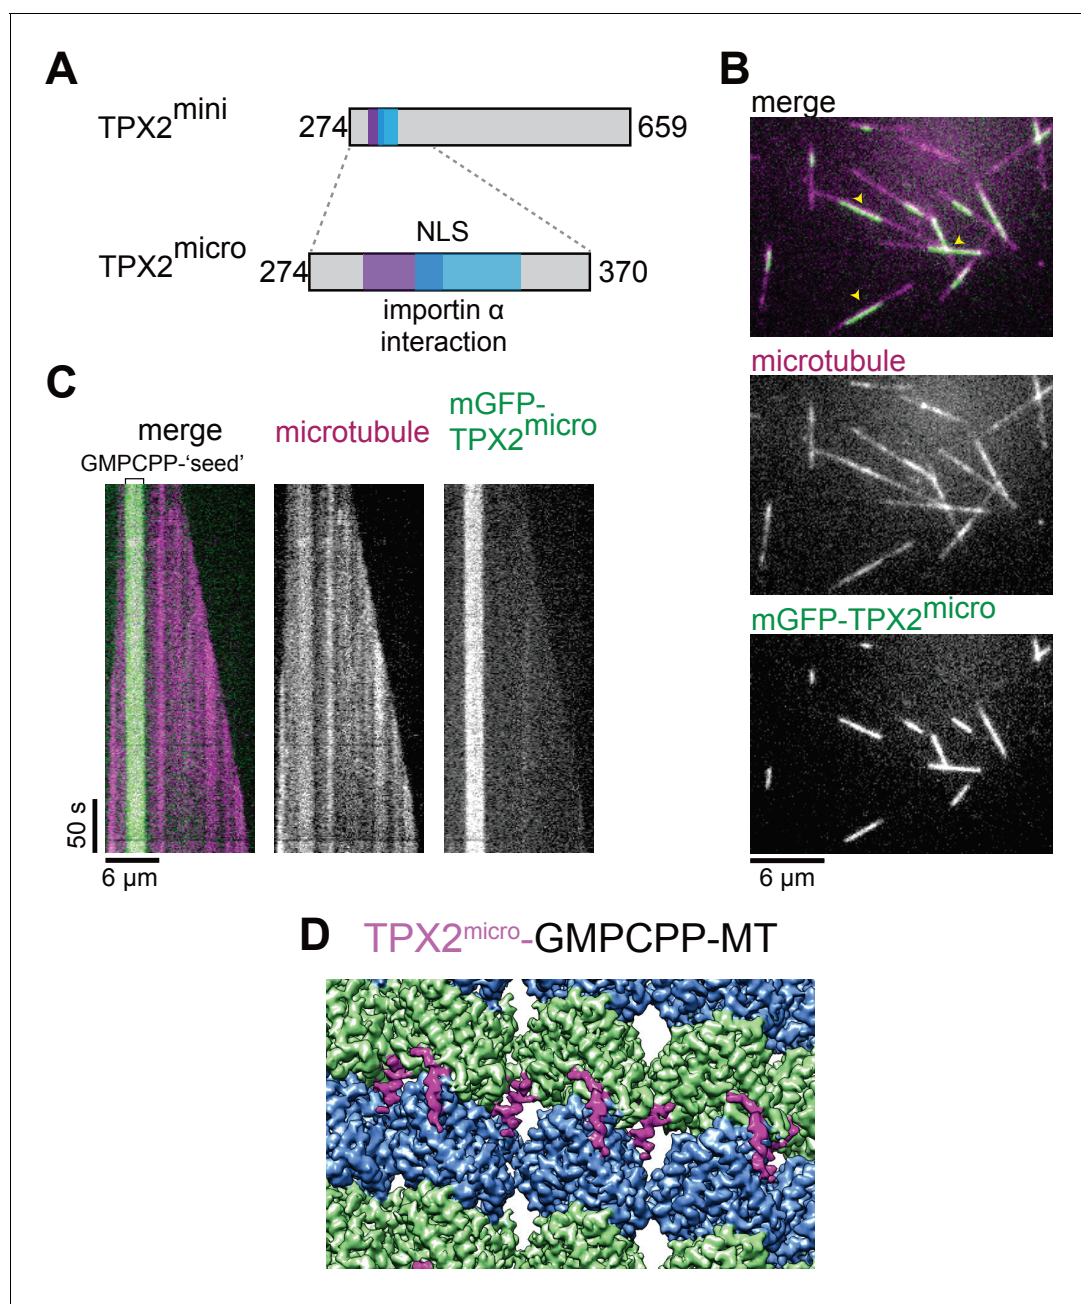 A
TPX2mini
274
659
NLS
TPX2micro
274
370
importin α
interaction
B
merge
microtubule
mGFP-TPX2micro
6 µm
C
merge
GMPCPP-‘seed’
microtubule
mGFP-
TPX2micro
50 s
6 µm
D
TPX2micro-GMPCPP-MT